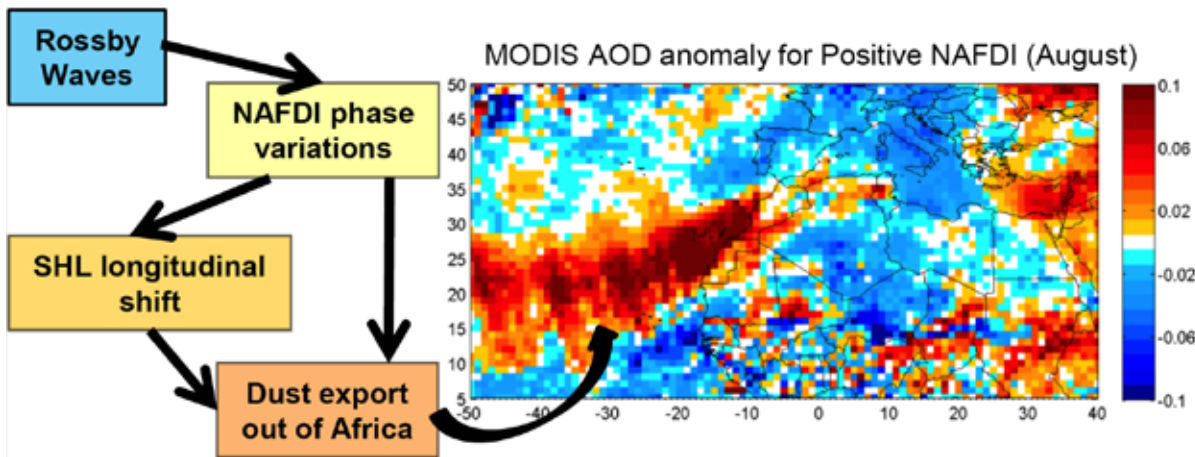 Rossby
Waves
NAFDI phase
variations
SHL longitudinal
shift
Dust export
out of Africa
MODIS AOD anomaly for Positive NAFDI (August)
50
45
40
35
30
25
20
15
10
5
-50 -40 -30 -20 -10 0 10 20 30 40
0.1
0.06
0.02
-0.02
-0.06
-0.1